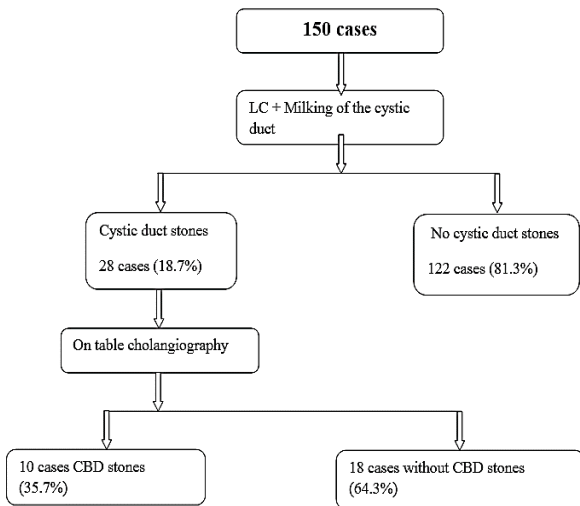 150 cases
LC + Milking of the cystic
duct
Cystic duct stones
28 cases (18.7%)
No cystic duct stones
122 cases (81.3%)
On table cholangiography
10 cases CBD stones
(35.7%)
18 cases without CBD stones
(64.3%)